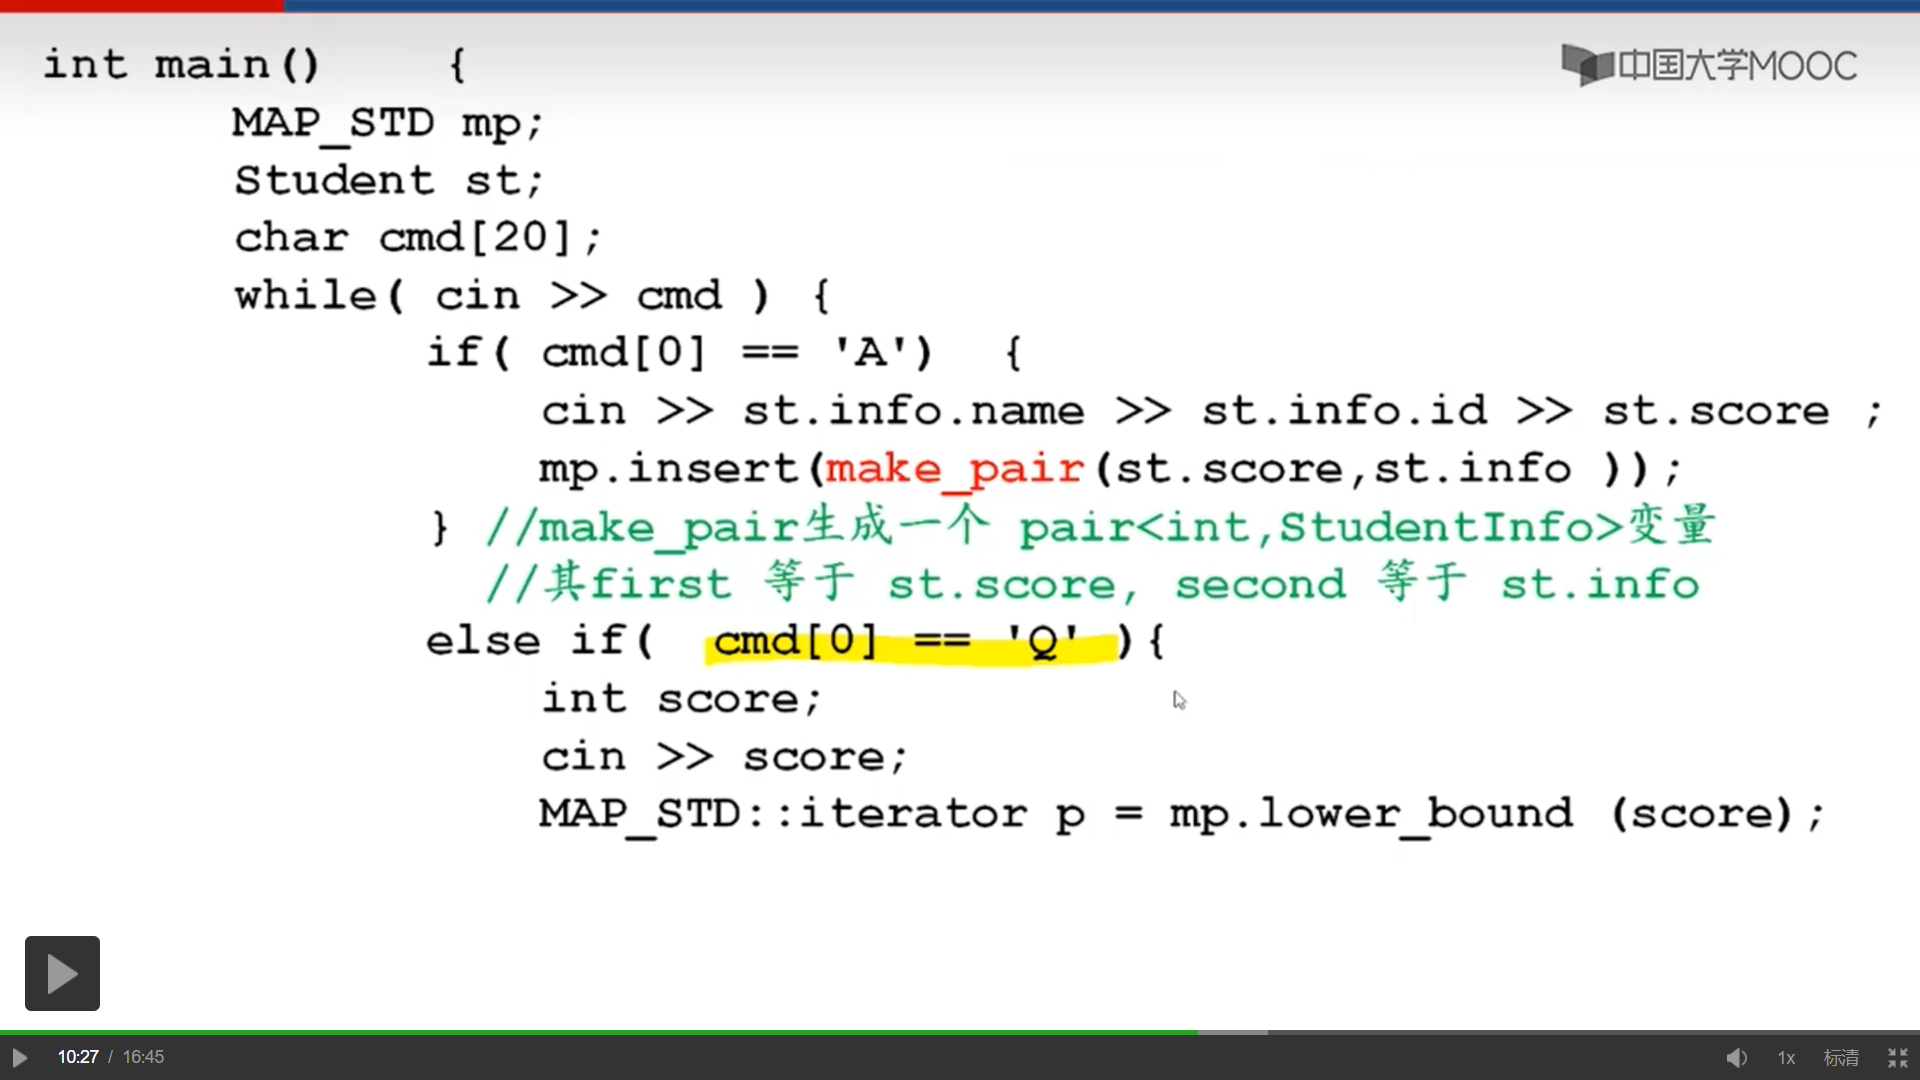 中国大学MOOC
int main() {
MAP_STD mp;
Student st;
char cmd[20];
while( cin >> cmd ) {
if( cmd[0] == 'A') {
cin >> st.info.name >> st.info.id >> st.score ;
mp.insert(make_pair(st.score,st.info ));
} //make_pair生成一个 pair<int,StudentInfo>变量
//其first 等于 st.score, second 等于 st.info
else if( cmd[0] == 'Q' ){
int score;
cin >> score;
MAP_STD::iterator p = mp.lower_bound (score);
10:27 / 16:45
1x
标清